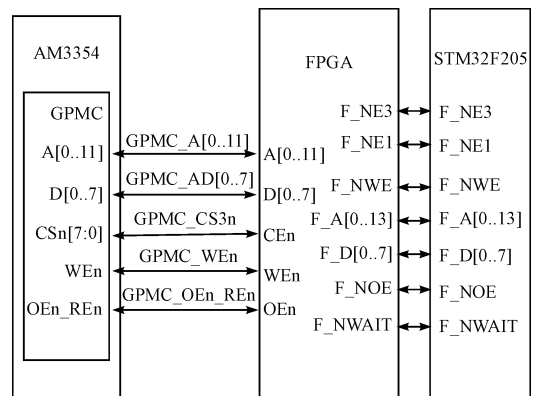 AM3354
FPGA
STM32F205
GPMC
A[0..11]
GPMC_A[0..11]
A[0..11]
D[0..7]
GPMC_AD[0..7]
D[0..7]
CSn[7:0]
GPMC_CS3n
CEn
WEn
GPMC_WEn
WEn
OEn_REn
GPMC_OEn_REn
OEn
F_NE3
F_NE3
F_NE1
F_NE1
F_NWE
F_NWE
F_A[0..13]
F_A[0..13]
F_D[0..7]
F_D[0..7]
F_NOE
F_NOE
F_NWAIT
F_NWAIT